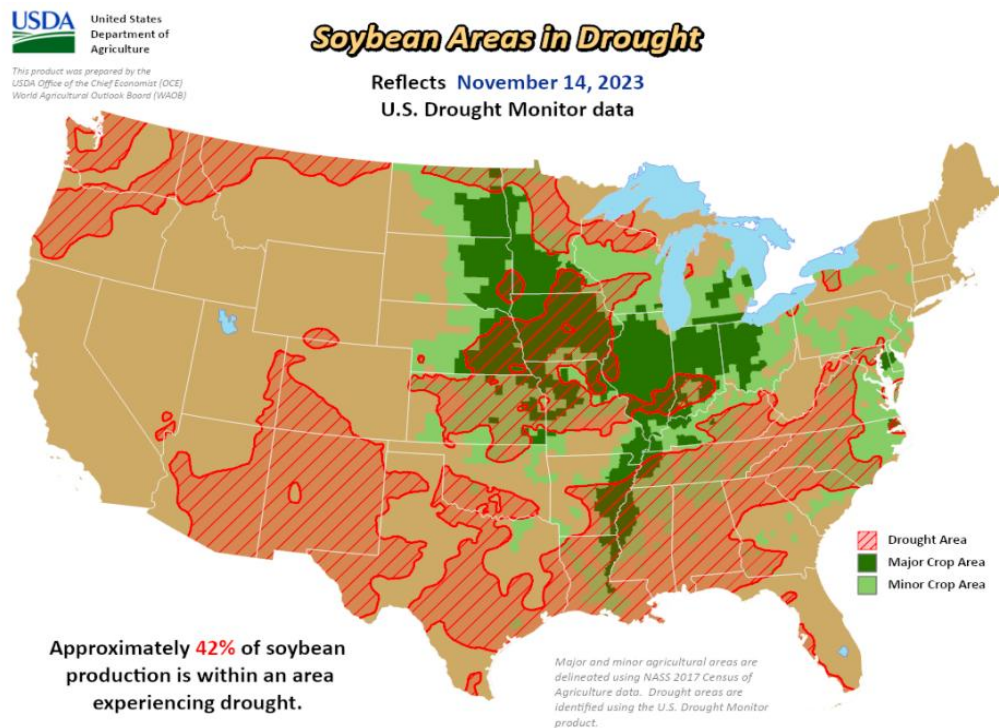 USDA
United States
Department of
Agriculture
This product was prepared by the
USDA Office of the Chief Economist (OCE)
World Agricultural Outlook Board (WAOB)
Soybean Areas in Drought
Reflects November 14, 2023
U.S. Drought Monitor data
Drought Area
Major Crop Area
Minor Crop Area
Approximately 42% of soybean
production is within an area
experiencing drought.
Major and minor agricultural areas are
delineated using NASS 2017 Census of
Agriculture data. Drought areas are
identified using the U.S. Drought Monitor
product.